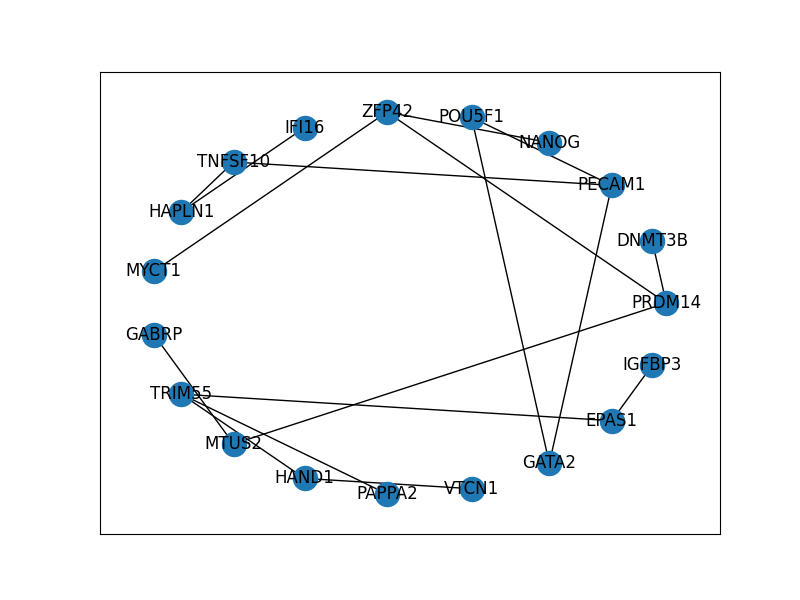 ZFP42
POU5F1
IFI16
NANOG
TNFSF10
PECAM1
HAPLN1
DNMT3B
MYCT1
PRDM14
GABRP
IGFBP3
TRIM55
EPAS1
MTUS2
GATA2
HAND1
PAPPA2
VTCN1